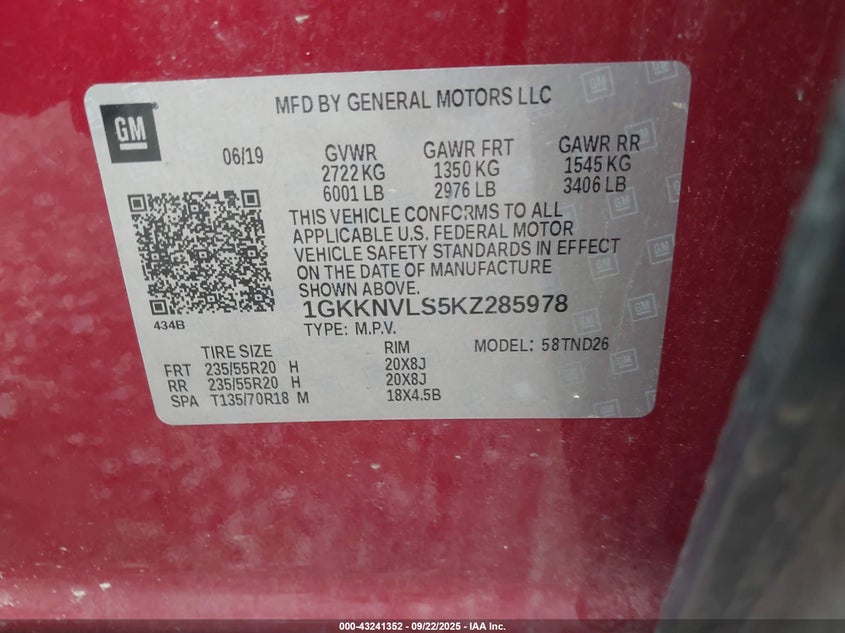 GM
MFD BY GENERAL MOTORS LLC
06/19 GVWR GAWR FRT GAWR RR
2722 KG 1350 KG 1545 KG
6001 LB 2976 LB 3406 LB
THIS VEHICLE CONFORMS TO ALL
APPLICABLE U.S. FEDERAL MOTOR
VEHICLE SAFETY STANDARDS IN EFFECT
ON THE DATE OF MANUFACTURE
SHOWN ABOVE.
434B
1GKKNVLS5KZ285978
TYPE: M.P.V.
MODEL: 58TND26
TIRE SIZE RIM
FRT 235/55R20 H 20X8J
RR 235/55R20 H 20X8J
SPA T135/70R18 M 18X4.5B
000-43241352 - 09/22/2025 - IAA Inc.